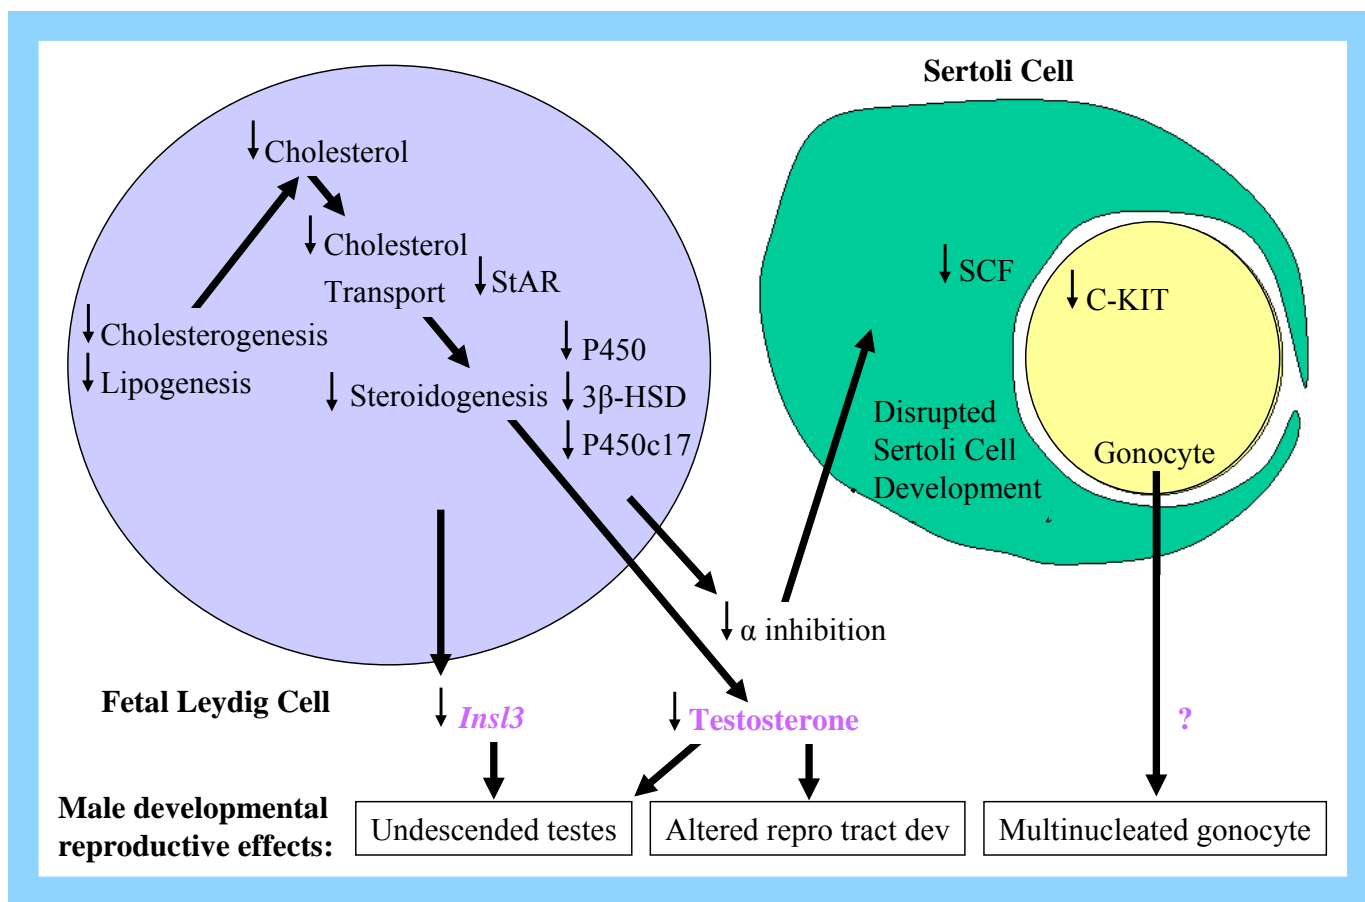 Sertoli Cell
↓ Cholesterol
↓ Cholesterol
Transport
↓ StAR
↓ SCF
↓ C-KIT
↓ Cholesterogenesis
↓ Lipogenesis
↓ P450
↓ Steroidogenesis
↓ 3β-HSD
↓ P450c17
Disrupted
Sertoli Cell
Development
Gonocyte
↓ α inhibition
Fetal Leydig Cell
↓ Insl3
↓ Testosterone
?
Male developmental
reproductive effects:
Undescended testes
Altered repro tract dev
Multinucleated gonocyte